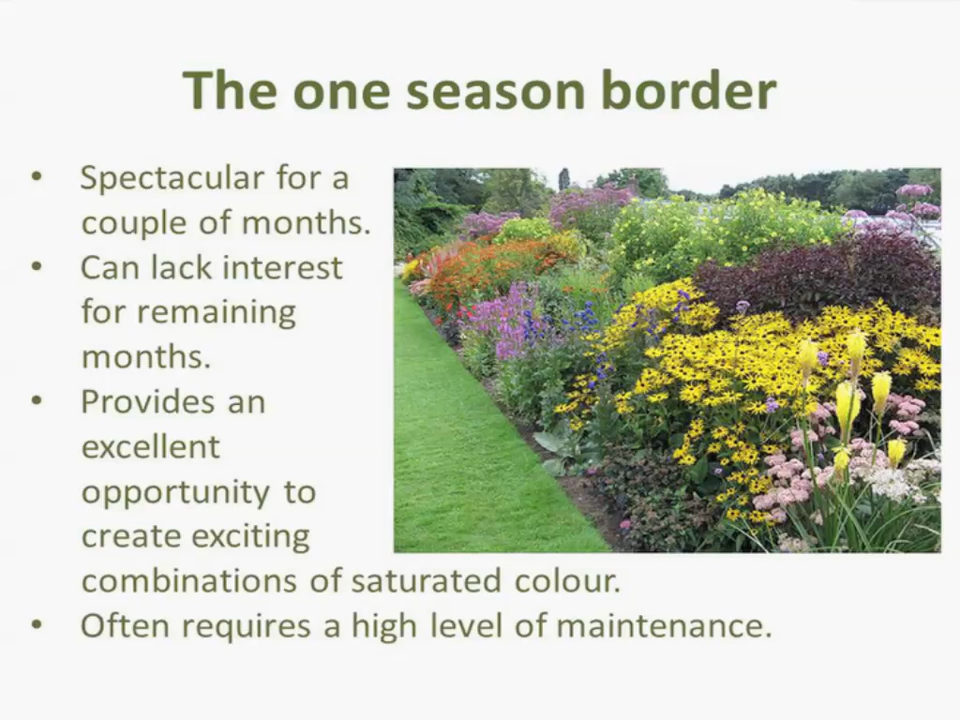 The one season border
• Spectacular for a
couple of months.
• Can lack interest
for remaining
months.
• Provides an
excellent
opportunity to
create exciting
combinations of saturated colour.
• Often requires a high level of maintenance.